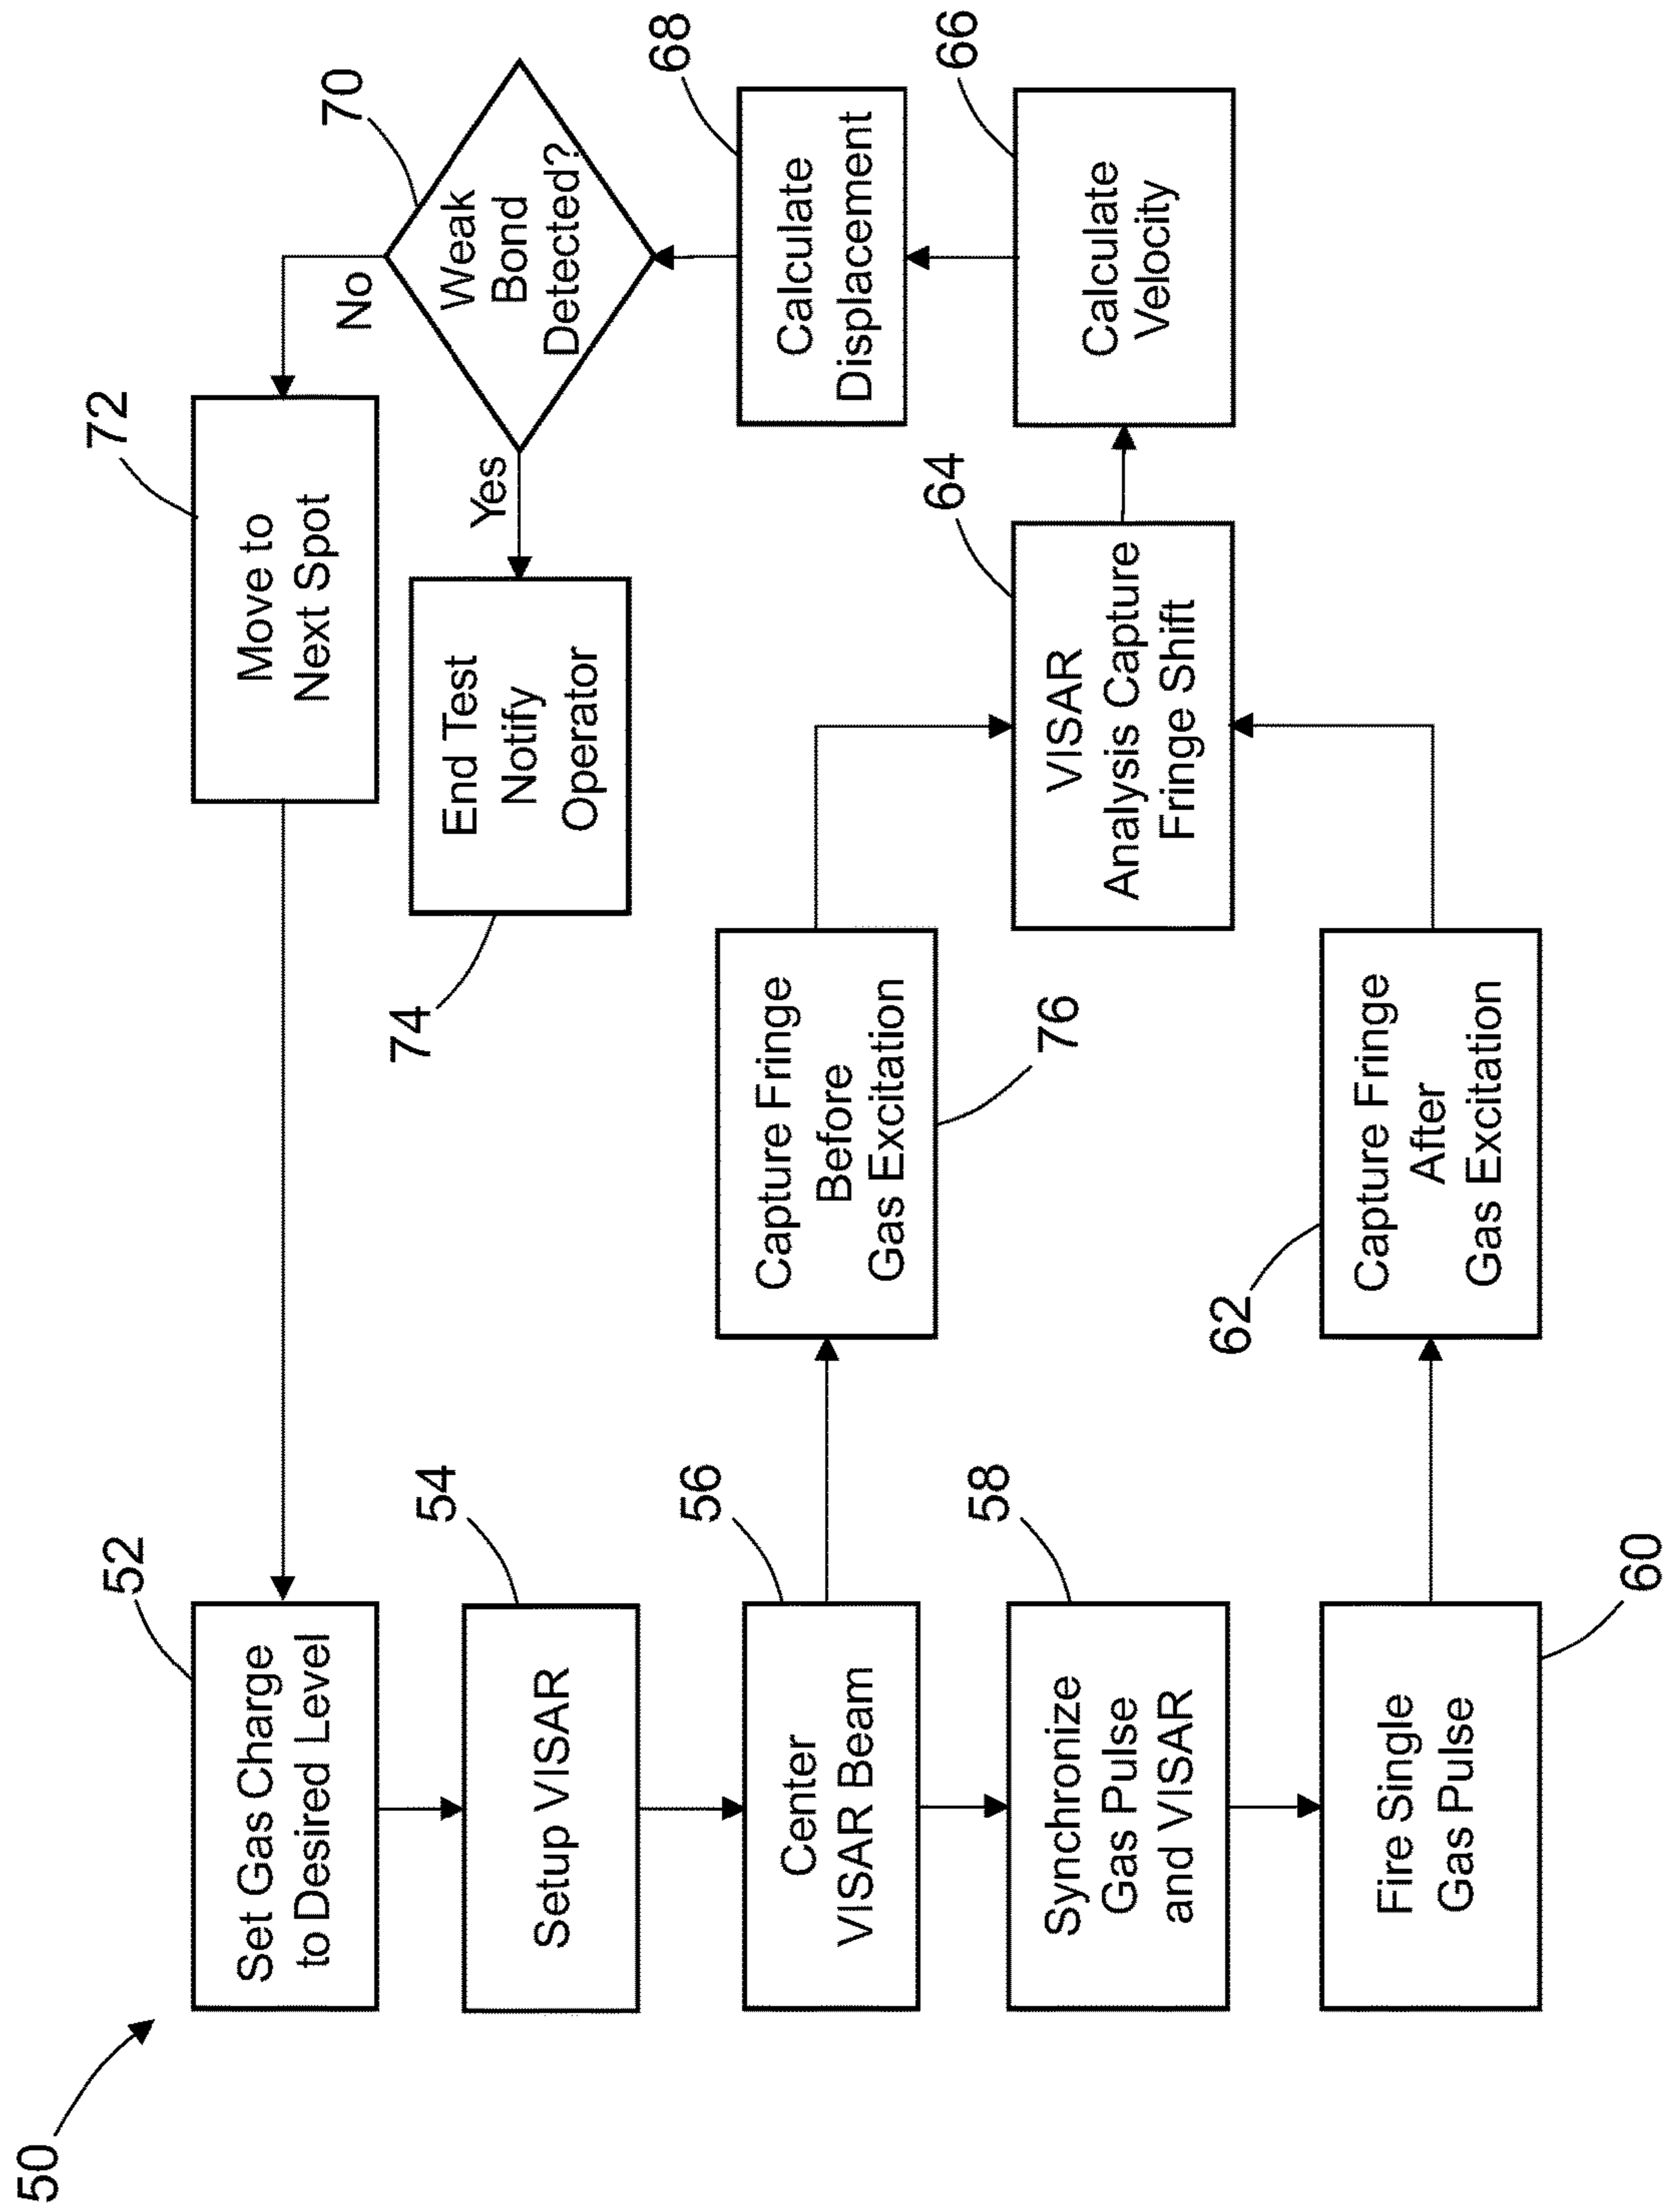 50
52
Set Gas Charge
to Desired Level
54
Setup VISAR
56
Center
VISAR Beam
58
Synchronize
Gas Pulse
and VISAR
60
Fire Single
Gas Pulse
76
Capture Fringe
Before
Gas Excitation
62
Capture Fringe
After
Gas Excitation
64
VISAR
Analysis Capture
Fringe Shift
66
Calculate
Velocity
68
Calculate
Displacement
70
Weak
Bond
Detected?
No
Yes
72
Move to
Next Spot
74
End Test
Notify
Operator